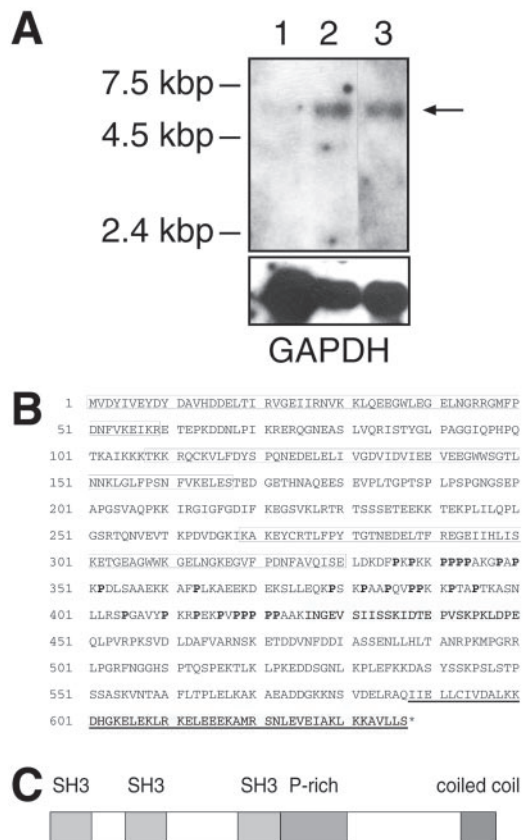 A
1 2 3
7.5 kbp
4.5 kbp
2.4 kbp
GAPDH
B
1 MVDYIVEYDY DAVHDDELTI RVGEIIRNVK KLQEEGWLEG ELNGRRGMFP
51 DNFVKEIKRE TEPKDDNLPI KRERQGNEAS LVQRISTYGL PAGGIQPHPQ
101 TKAIKKKTKK RQCKVLFDYS PQNEDELELI VGDVIDVIEE VEEGWWSGTL
151 NNKLGLFPSN FVKELESTED GETHNAQEES EVPLTGPTSP LPSPGNGSEP
201 APGSVAQPKK IRGIGFGDIF KEGSVKLRTR TSSSETEEKK TEKPLILQPL
251 GSRTQNVEVT KPDVDGKIKA KEYCRTLFPY TGTNEDELTF REGEIIHLIS
301 KETGEAGWWK GELNGKEGVF PDNFAVQISE LDKDFPKPKK PPPPAKGPAP
351 KPDLSAAEKK AFPLKAEEKD EKSLLEQKPS KPAAPQVPPK KPTAPTKASN
401 LLRSPGAVYP KRPEKPVPPP PPAAKINGEV SIISSKIDTE PVSKPKLDPE
451 QLPVRPKSVD LDAFVARNSK ETDDVNFDDI ASSENLLHLT ANRPKMPGRR
501 LPGRFNGGHS PTQSPEKTLK LPKEDDSGNL KPLEFKKDAS YSSKPSLSTP
551 SSASKVNTAA FLTPLELKAK AEADDGKKNS VDELRAQIIE LLCIVDALKK
601 DHGKELEKLR KELEEEKAMR SNLEVEIAKL KKAVLLS*
C SH3 SH3 SH3 P-rich coiled coil